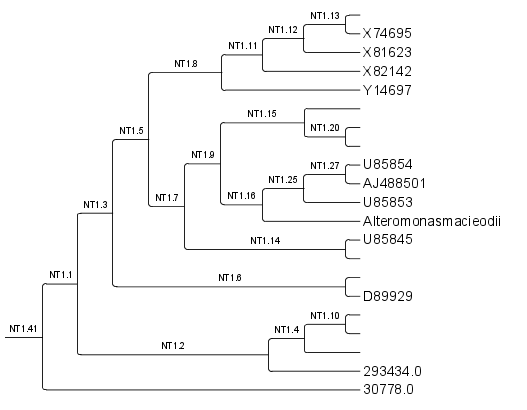 NT1.13
X74695
NT1.12
X81623
NT1.11
X82142
NT1.8
Y14697
NT1.15
NT1.20
NT1.5
NT1.9
NT1.27
U85854
NT1.25
AJ488501
NT1.7
NT1.16
U85853
NT1.3
Alteromonasmacieodii
NT1.14
U85845
NT1.1
NT1.6
D89929
NT1.10
NT1.4
NT1.41
NT1.2
293434.0
30778.0